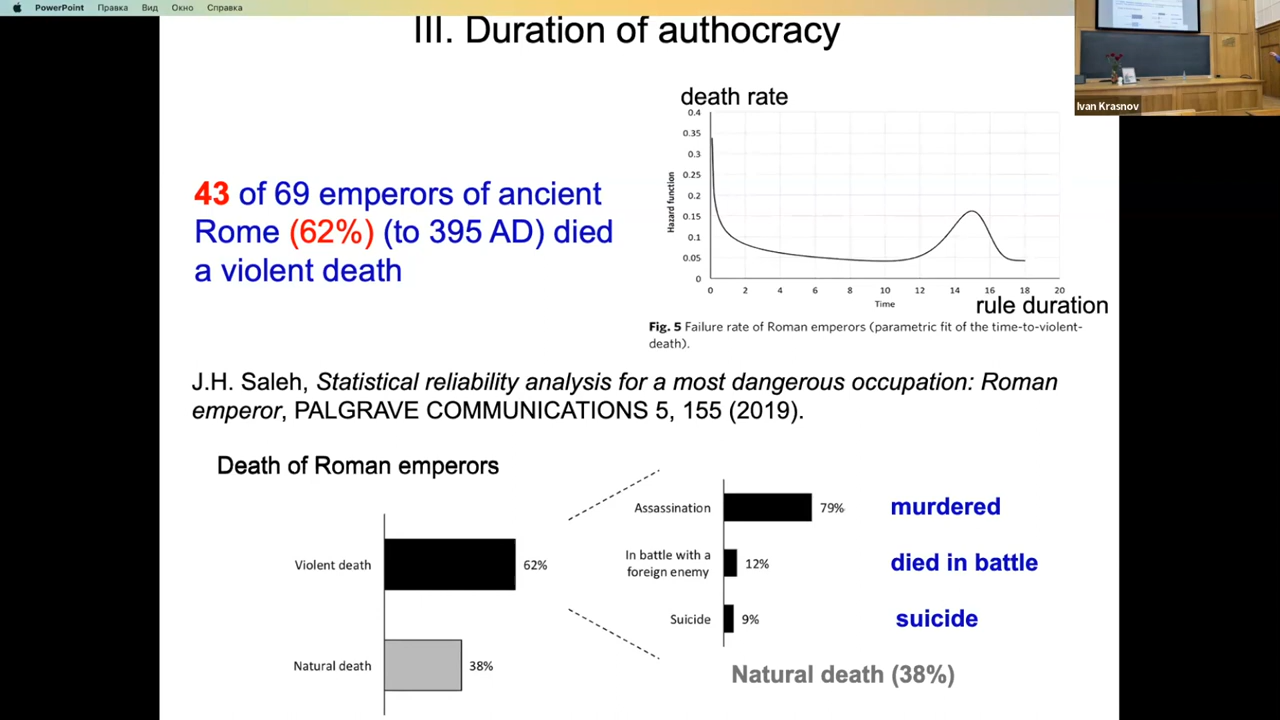 PowerPoint Правка Вид Окно Справка
III. Duration of authocracy
Ivan Krasnov
43 of 69 emperors of ancient
Rome (62%) (to 395 AD) died
a violent death
death rate
Hazard function
0.4
0.35
0.3
0.25
0.2
0.15
0.1
0.05
0
0 2 4 6 8 10 12 14 16 18 20
Time
rule duration
Fig. 5 Failure rate of Roman emperors (parametric fit of the time-to-violent-
death).
J.H. Saleh, Statistical reliability analysis for a most dangerous occupation: Roman
emperor, PALGRAVE COMMUNICATIONS 5, 155 (2019).
Death of Roman emperors
Violent death 62%
Natural death 38%
Assassination 79% murdered
In battle with a
foreign enemy 12% died in battle
Suicide 9% suicide
Natural death (38%)